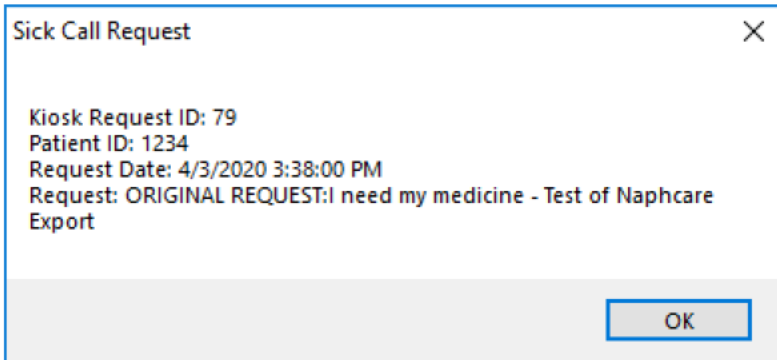 Sick Call Request
Kiosk Request ID: 79
Patient ID: 1234
Request Date: 4/3/2020 3:38:00 PM
Request: ORIGINAL REQUEST:I need my medicine - Test of Naphcare
Export
OK